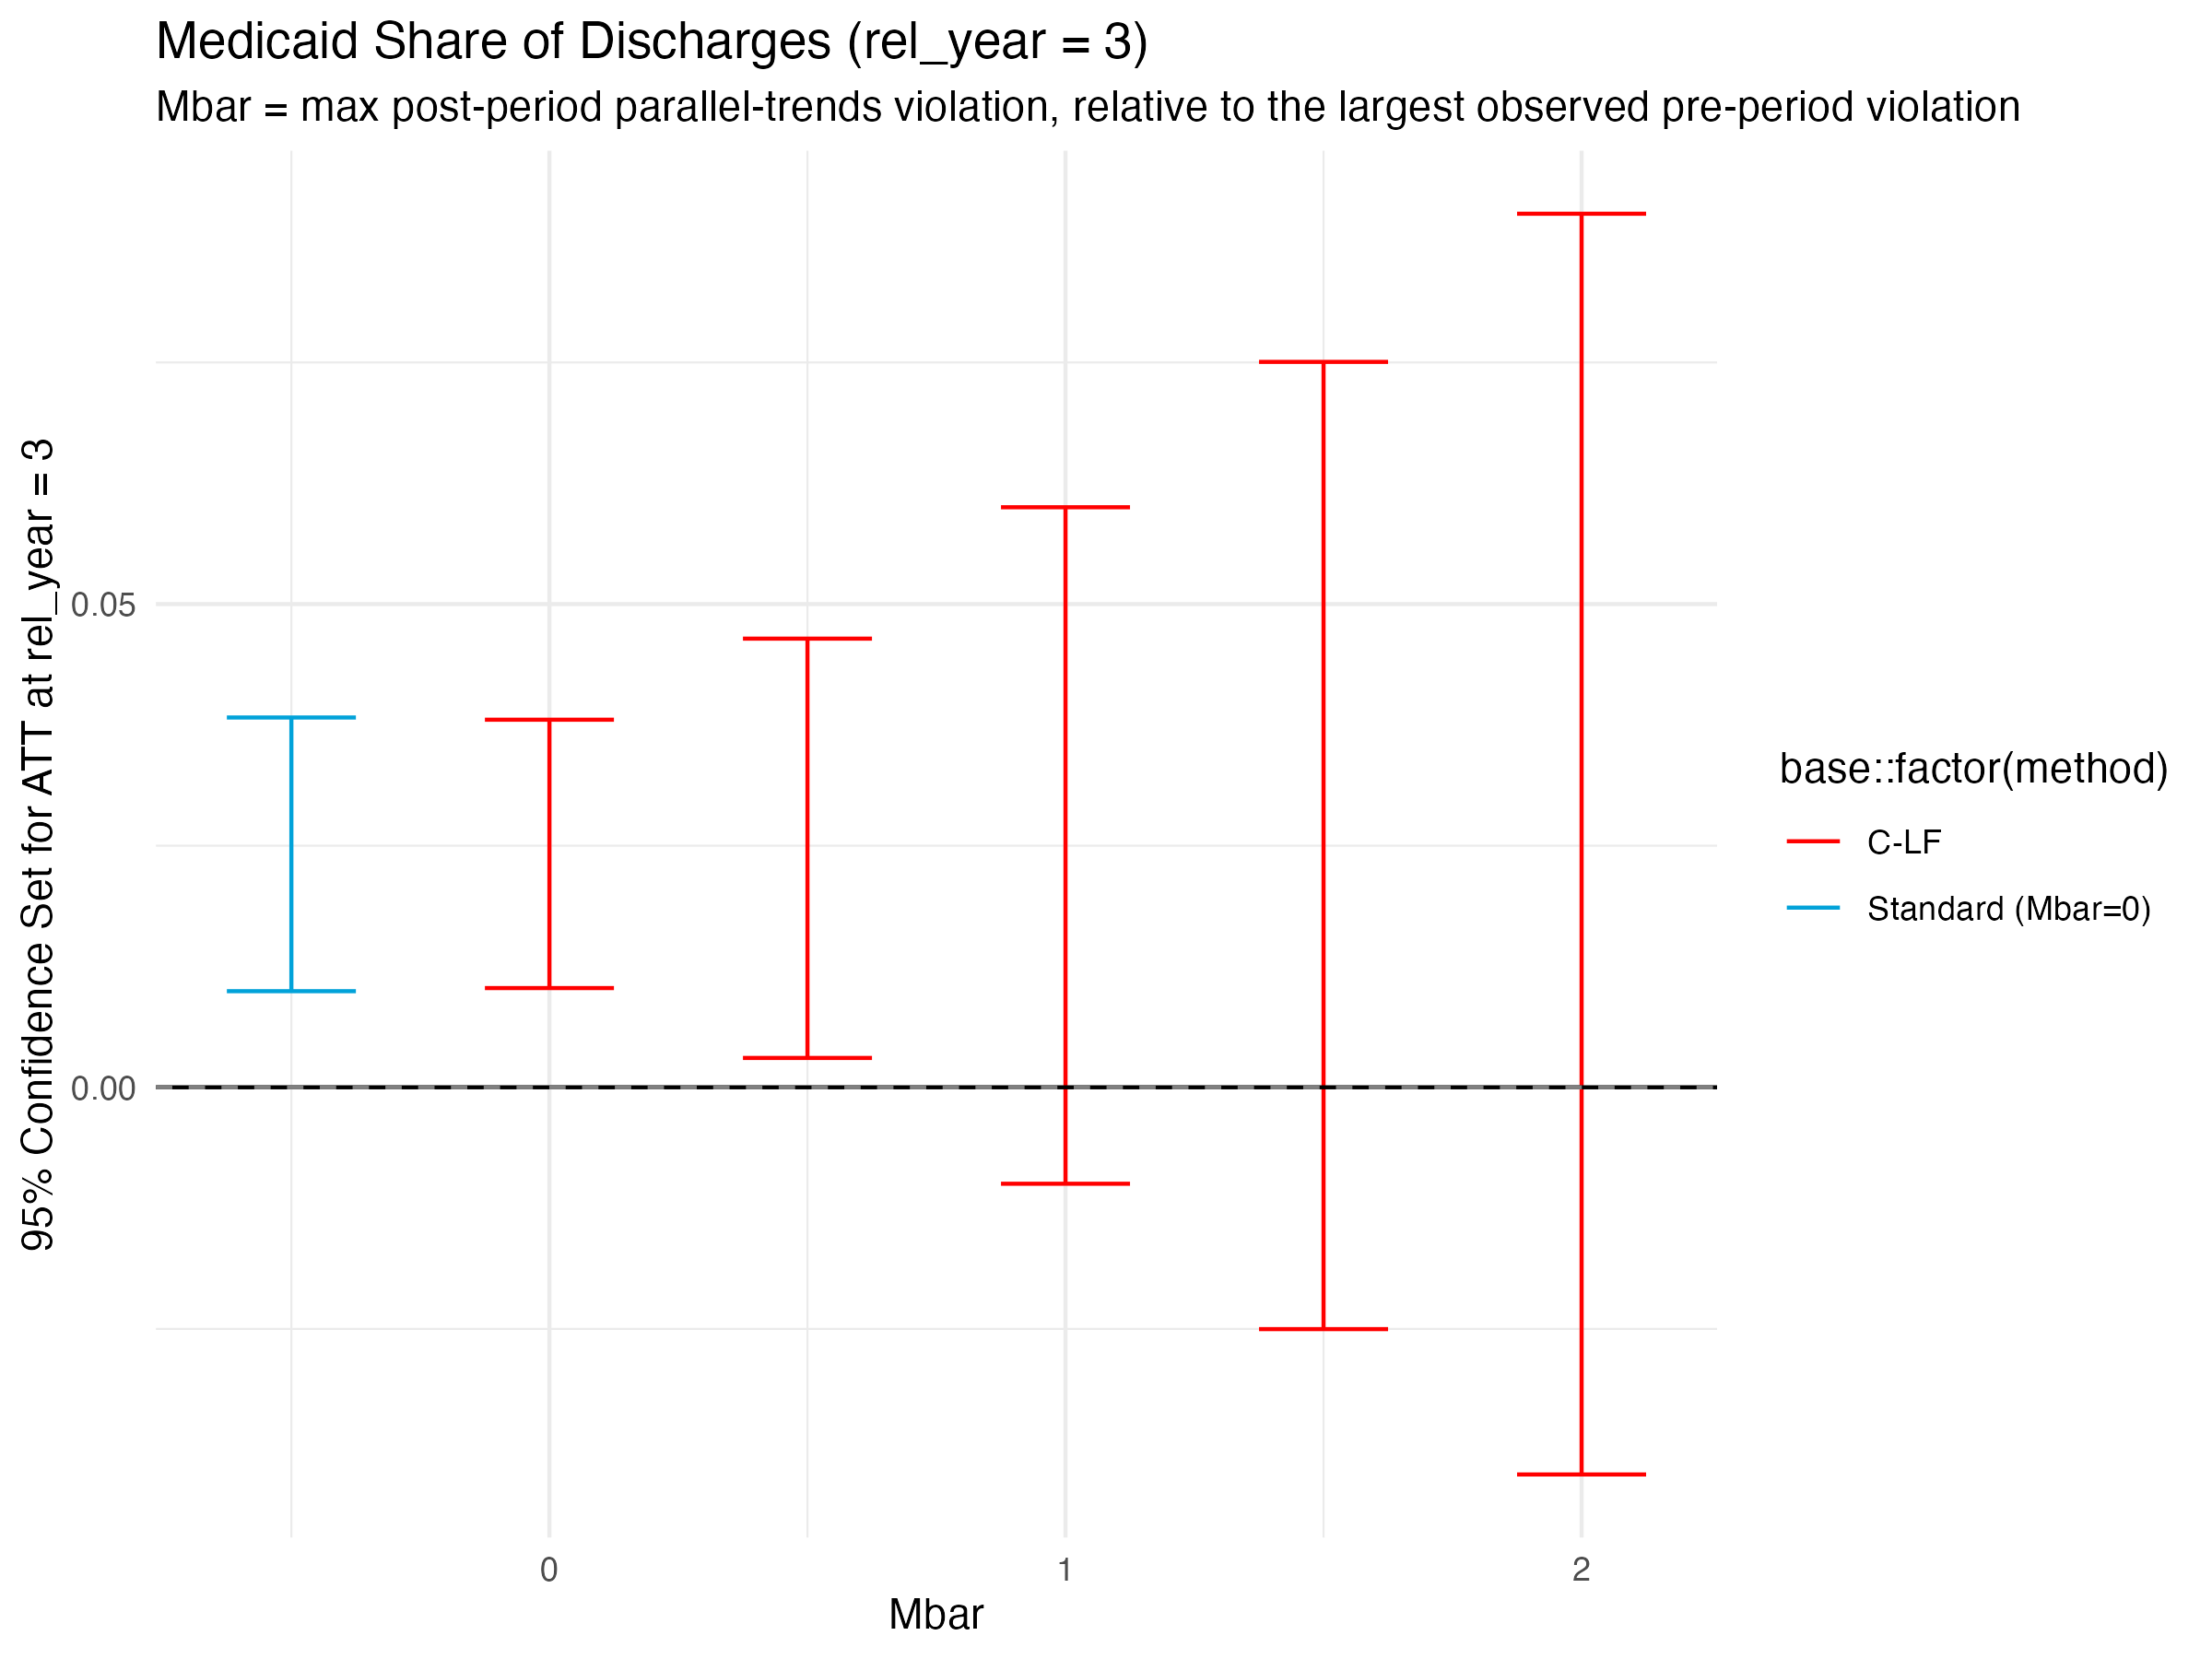 Medicaid Share of Discharges (rel_year = 3)
Mbar = max post-period parallel-trends violation, relative to the largest observed pre-period violation
95% Confidence Set for ATT at rel_year = 3
0.05
0.00
0
1
2
Mbar
base::factor(method)
C-LF
Standard (Mbar=0)